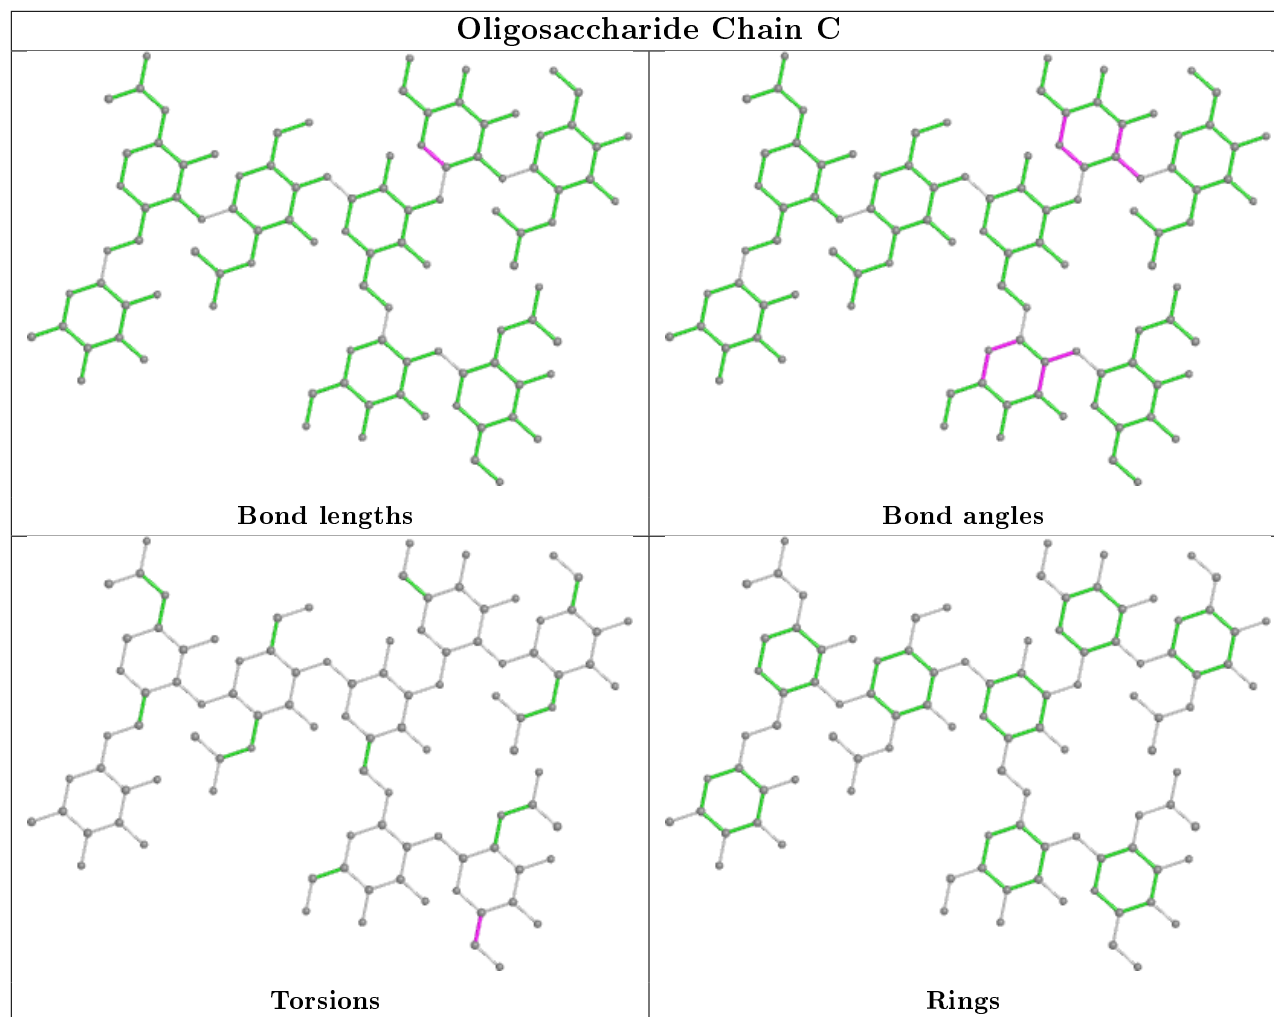 Oligosaccharide Chain C
Bond lengths
Bond angles
Torsions
Rings